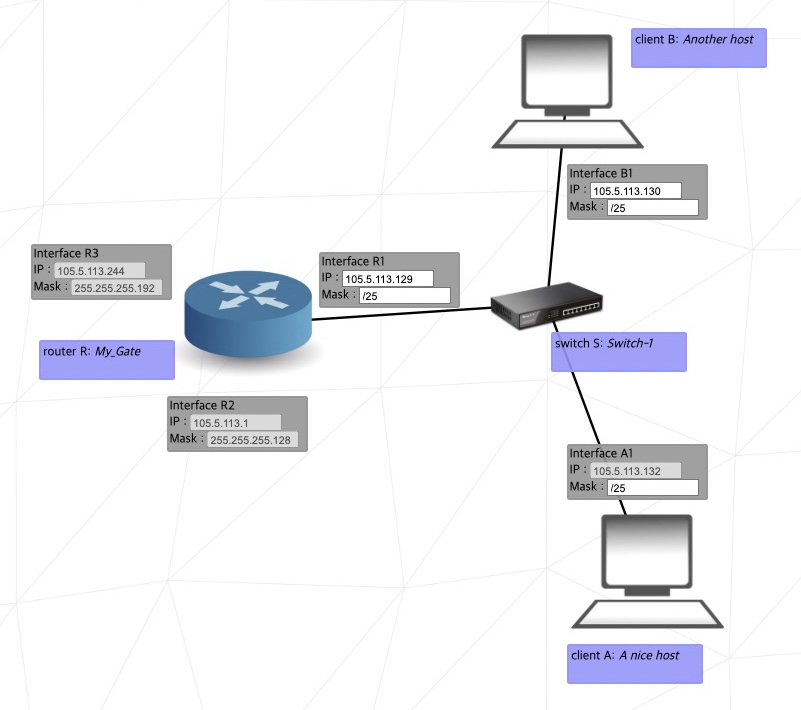 client B: Another host
Interface B1
IP : 105.5.113.130
Mask : /25
Interface R3
IP : 105.5.113.244
Mask : 255.255.255.192
Interface R1
IP : 105.5.113.129
Mask : /25
router R: My_Gate
switch S: Switch-1
Interface R2
IP : 105.5.113.1
Mask : 255.255.255.128
Interface A1
IP : 105.5.113.132
Mask : /25
client A: A nice host